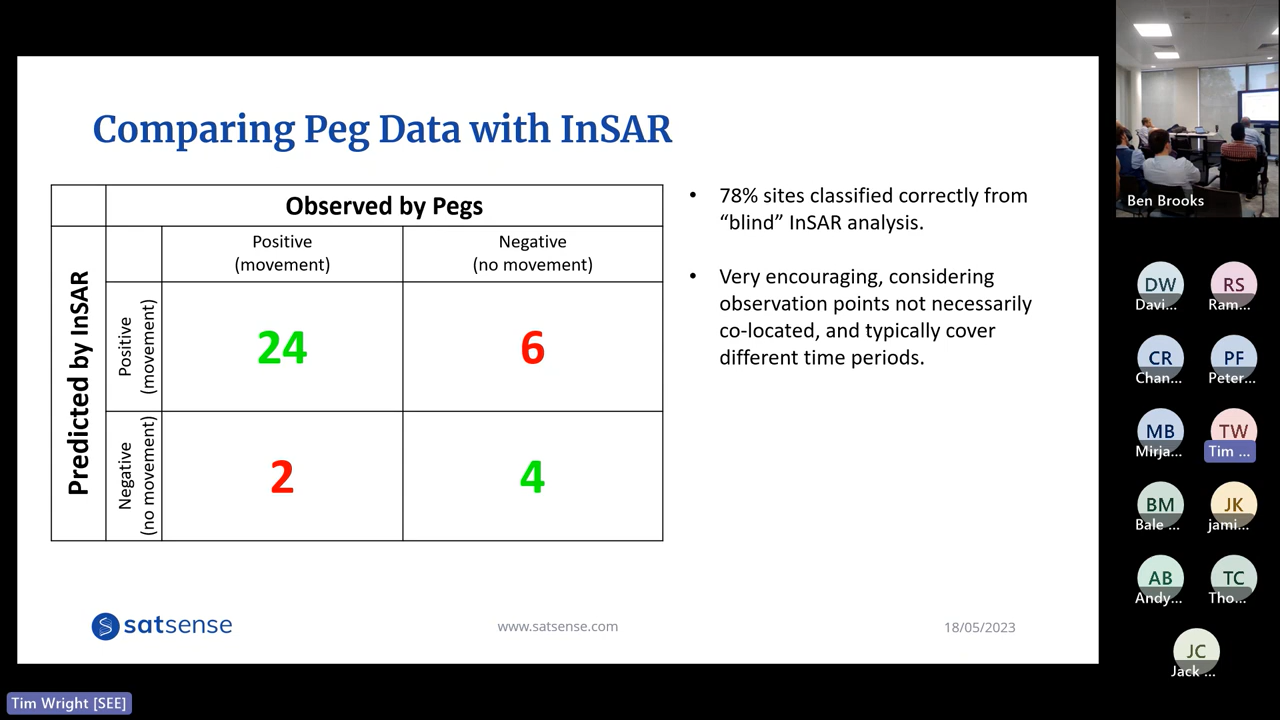 Comparing Peg Data with InSAR
Observed by Pegs
Predicted by InSAR
Positive
(movement)
Negative
(no movement)
Positive
(movement)
24
6
Negative
(no movement)
2
4
• 78% sites classified correctly from
“blind” InSAR analysis.
• Very encouraging, considering
observation points not necessarily
co-located, and typically cover
different time periods.
satsense
www.satsense.com
18/05/2023
Ben Brooks
DW
Davi...
RS
Ram...
CR
Chan...
PF
Peter...
MB
Mirja...
TW
Tim ...
BM
Bale ...
JK
jami...
AB
Andy...
TC
Tho...
JC
Jack ...
Tim Wright [SEE]